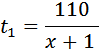 t₁ = 110 / (x + 1)